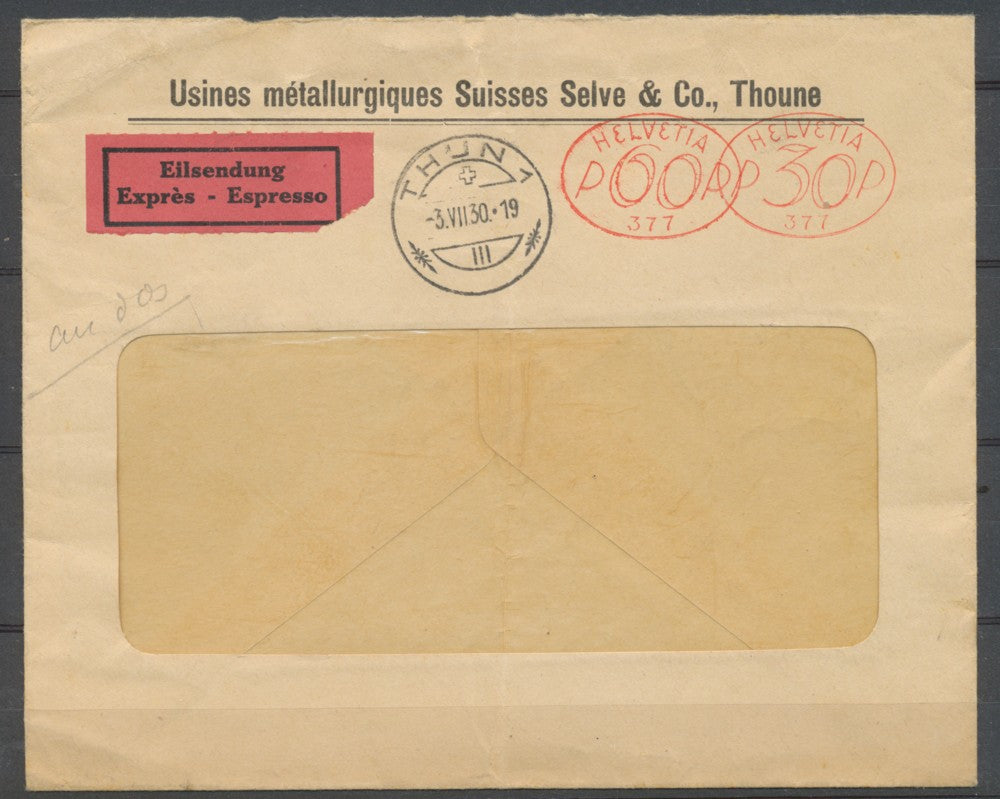 Usines métallurgiques Suisses Selve & Co., Thoune
Eilsendung
Exprès - Espresso
THUN 1
-3.VII 30.•19
III
HELVETIA
P 60 P
377
HELVETIA
P 30 P
377
au dos